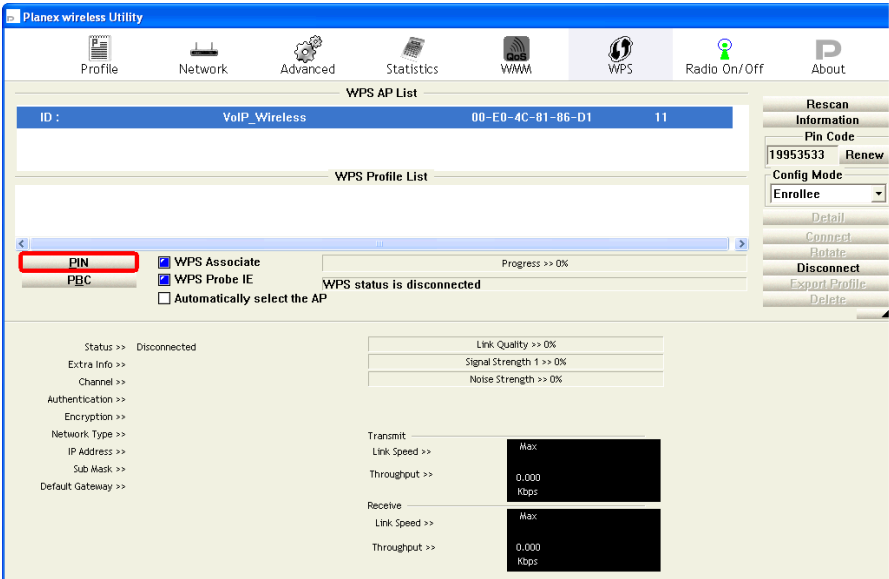 Planex wireless Utility
Profile Network Advanced Statistics WMM WPS Radio On/Off About
QoS
WPS AP List
ID : VoIP_Wireless 00-E0-4C-81-86-D1 11
Rescan
Information
Pin Code
19953533 Renew
WPS Profile List
Config Mode
Enrollee
Detail
Connect
Rotate
Disconnect
Export Profile
Delete
PIN
PBC
WPS Associate
WPS Probe IE
Automatically select the AP
Progress >> 0%
WPS status is disconnected
Status >> Disconnected
Extra Info >>
Channel >>
Authentication >>
Encryption >>
Network Type >>
IP Address >>
Sub Mask >>
Default Gateway >>
Link Quality >> 0%
Signal Strength 1 >> 0%
Noise Strength >> 0%
Transmit
Link Speed >>
Throughput >>
Max
0.000
Kbps
Receive
Link Speed >>
Throughput >>
Max
0.000
Kbps